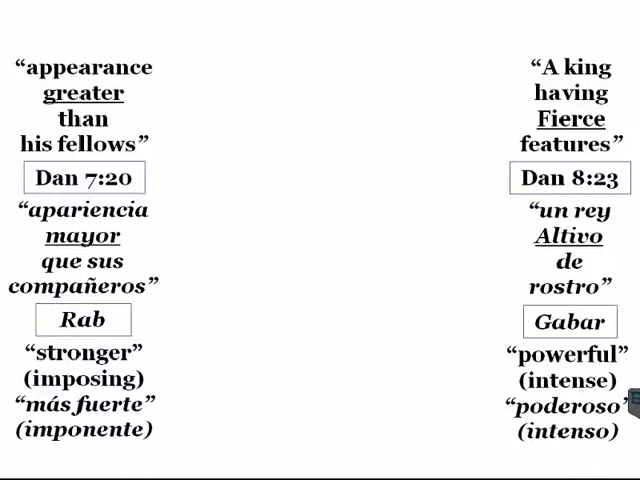 “appearance
greater
than
his fellows”
Dan 7:20
“apariencia
mayor
que sus
compañeros”
Rab
“stronger”
(imposing)
“más fuerte”
(imponente)
“A king
having
Fierce
features”
Dan 8:23
“un rey
Altivo
de
rostro”
Gabar
“powerful”
(intense)
“poderoso”
(intenso)